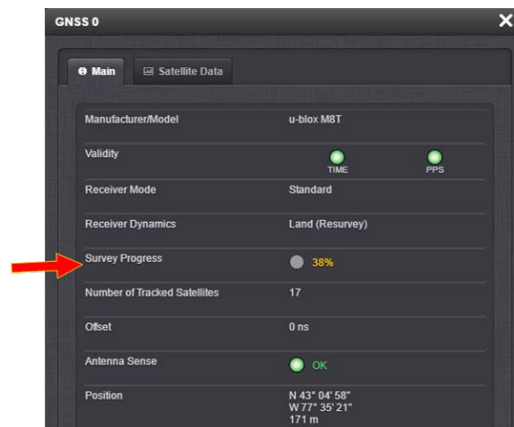 GNSS 0
Main
Satellite Data
Manufacturer/Model u-blox M8T
Validity
TIME PPS
Receiver Mode Standard
Receiver Dynamics Land (Resurvey)
Survey Progress 38%
Number of Tracked Satellites 17
Offset 0 ns
Antenna Sense OK
Position N 43° 04' 58"
W 77° 35' 21"
171 m